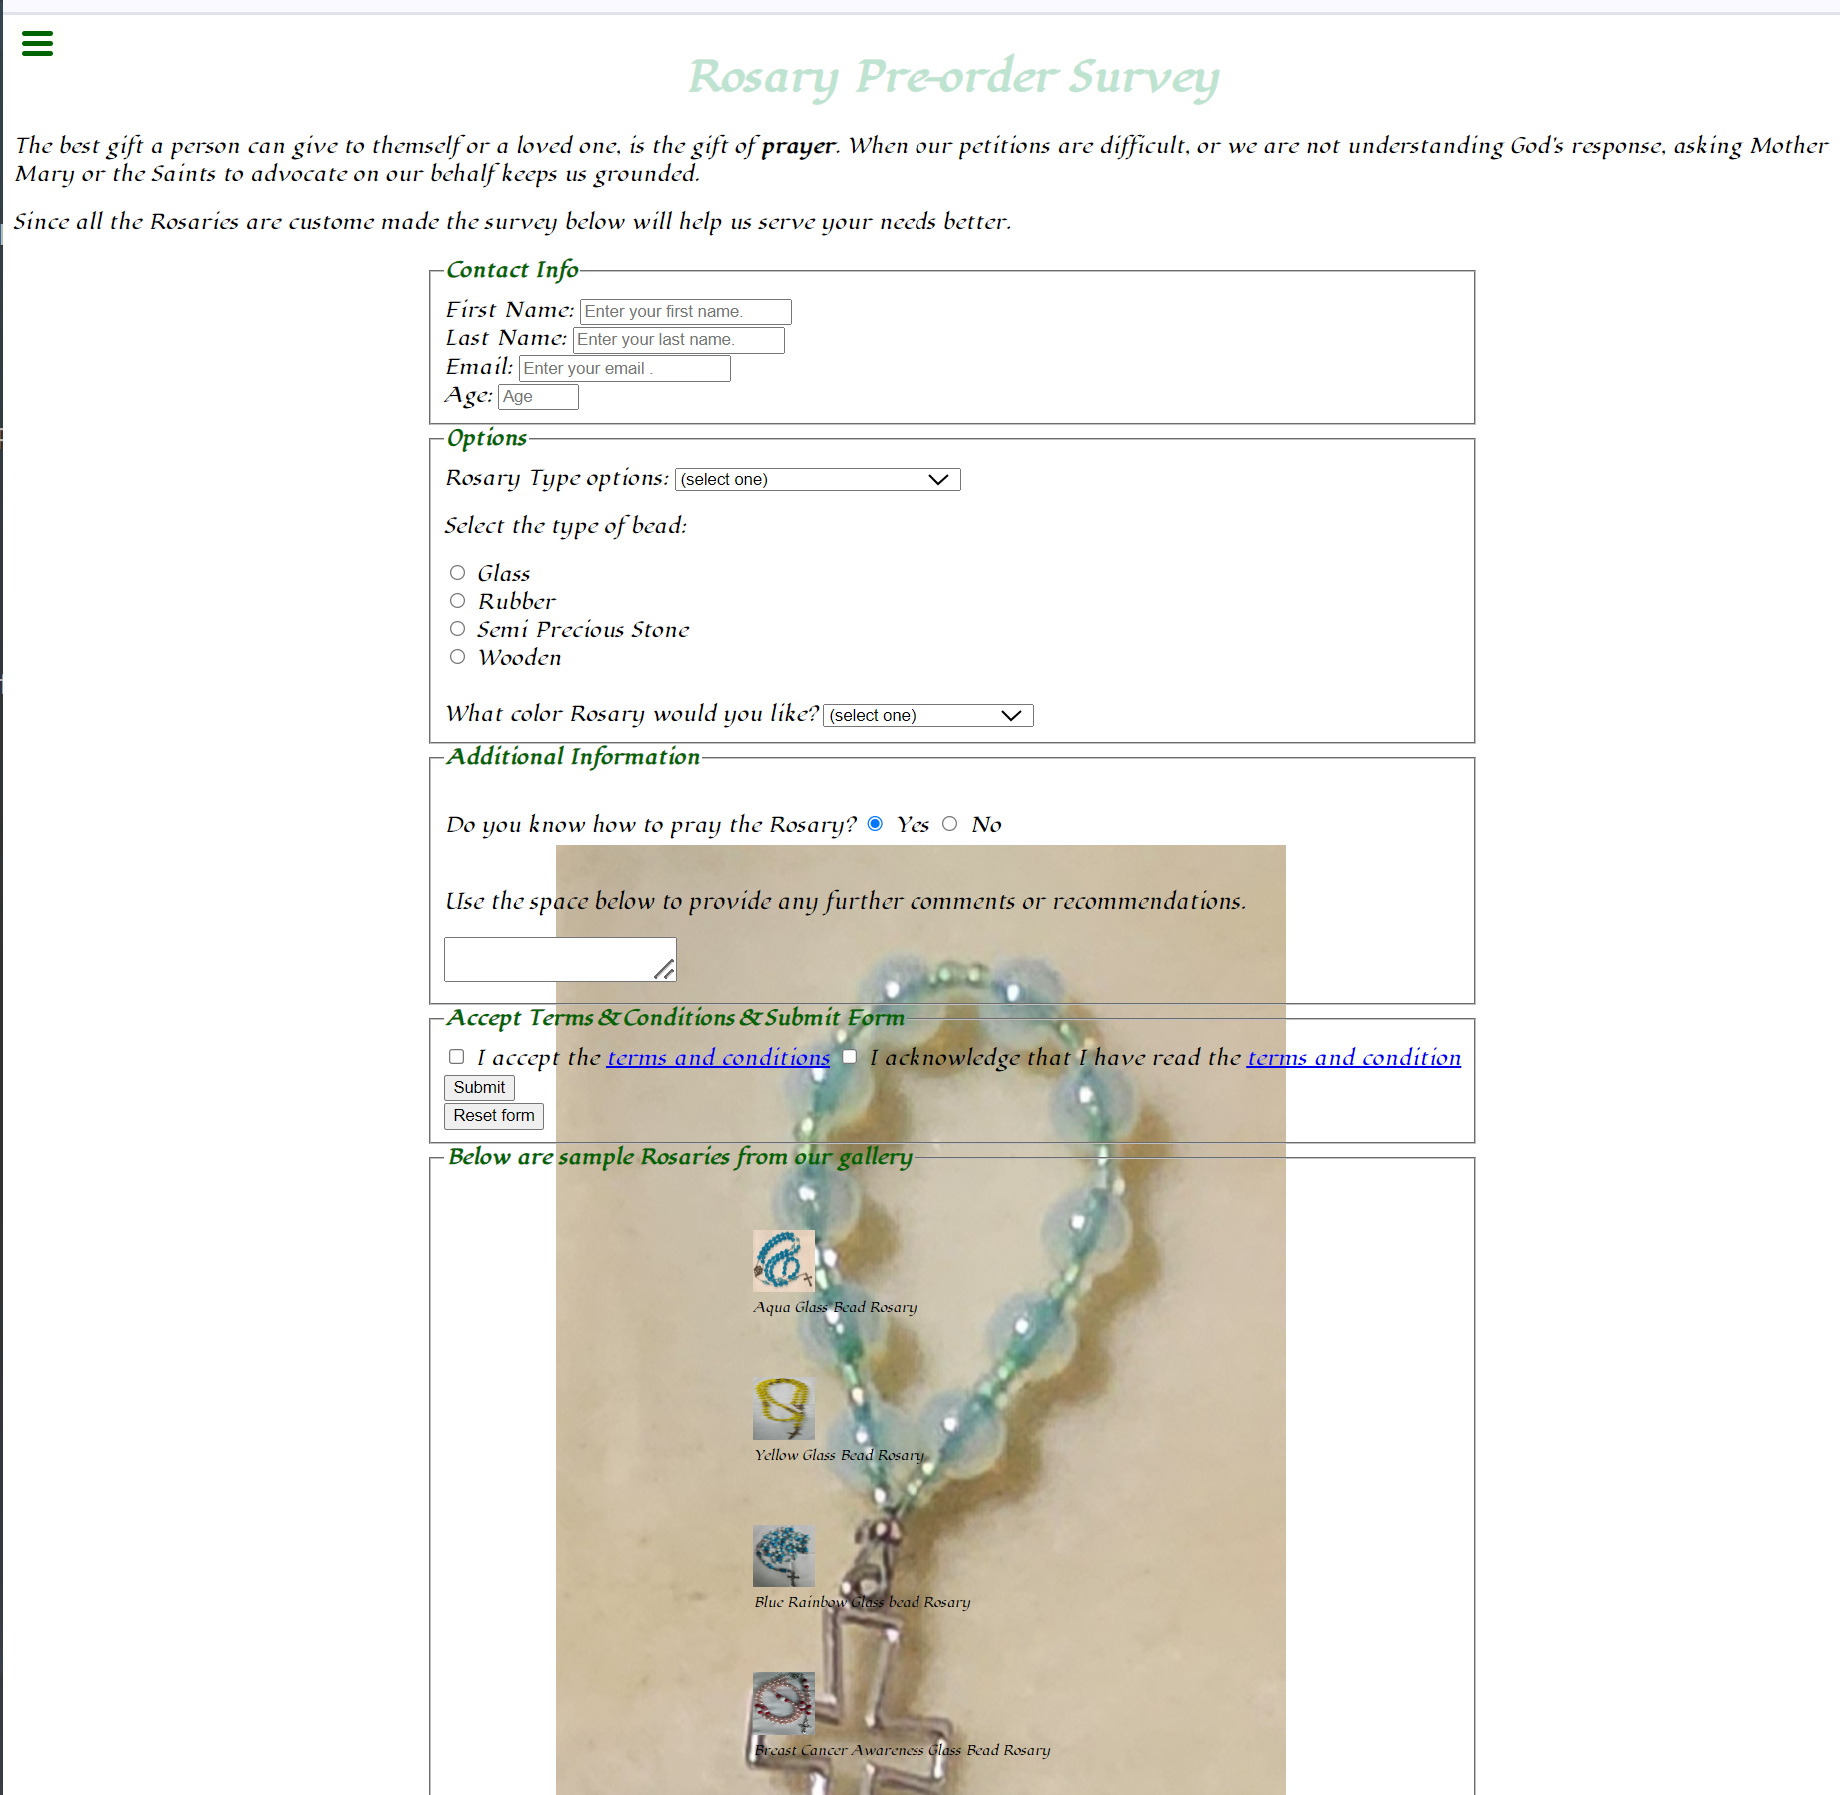 Rosary Pre-order Survey
The best gift a person can give to themself or a loved one, is the gift of prayer. When our petitions are difficult, or we are not understanding God's response, asking Mother
Mary or the Saints to advocate on our behalf keeps us grounded.
Since all the Rosaries are custome made the survey below will help us serve your needs better.
Contact Info
First Name: Enter your first name.
Last Name: Enter your last name.
Email: Enter your email .
Age: Age
Options
Rosary Type options: (select one)
Select the type of bead:
Glass
Rubber
Semi Precious Stone
Wooden
What color Rosary would you like? (select one)
Additional Information
Do you know how to pray the Rosary? Yes No
Use the space below to provide any further comments or recommendations.
Accept Terms & Conditions & Submit Form
I accept the terms and conditions I acknowledge that I have read the terms and condition
Submit
Reset form
Below are sample Rosaries from our gallery
Aqua Glass Bead Rosary
Yellow Glass Bead Rosary
Blue Rainbow Glass bead Rosary
Breast Cancer Awareness Glass Bead Rosary